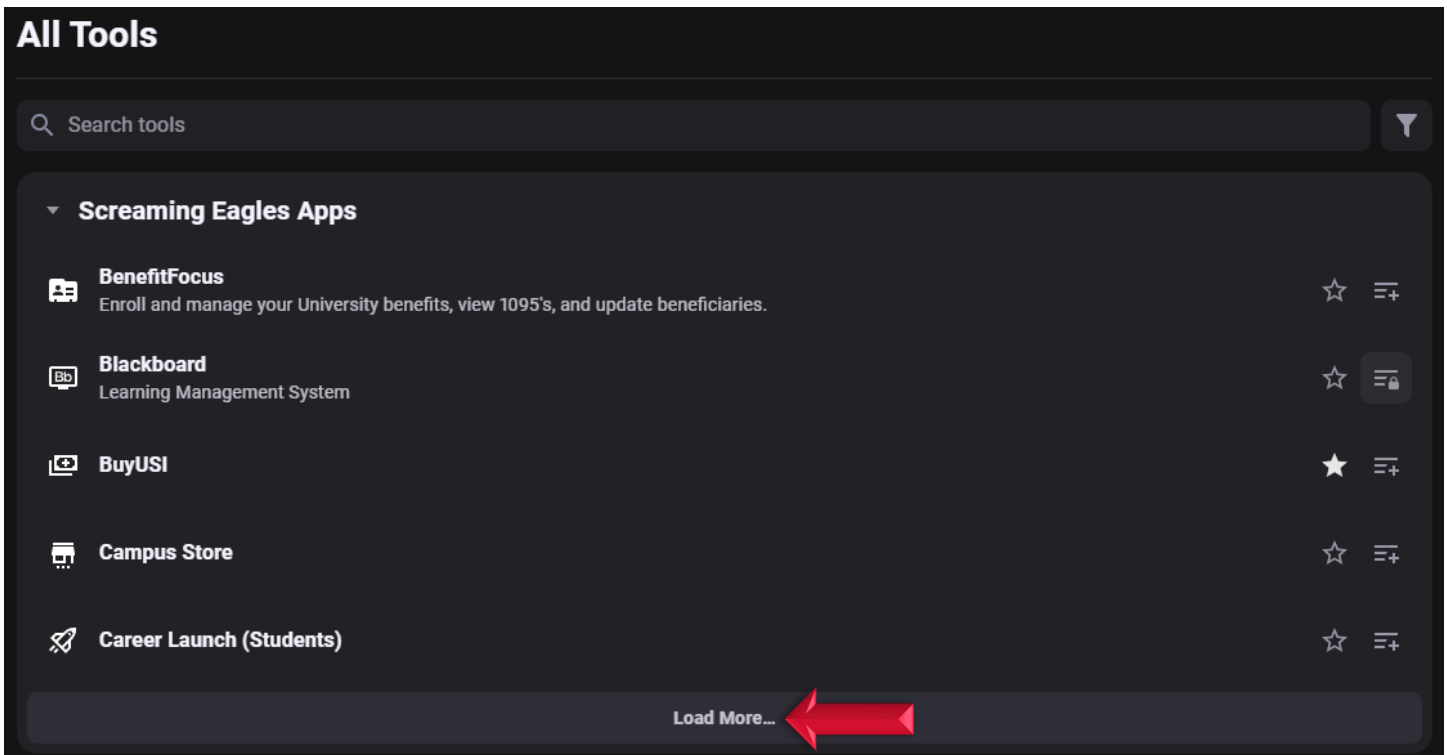 All Tools
Search tools
Screaming Eagles Apps
BenefitFocus
Enroll and manage your University benefits, view 1095's, and update beneficiaries.
Bb
Blackboard
Learning Management System
BuyUSI
Campus Store
Career Launch (Students)
Load More...